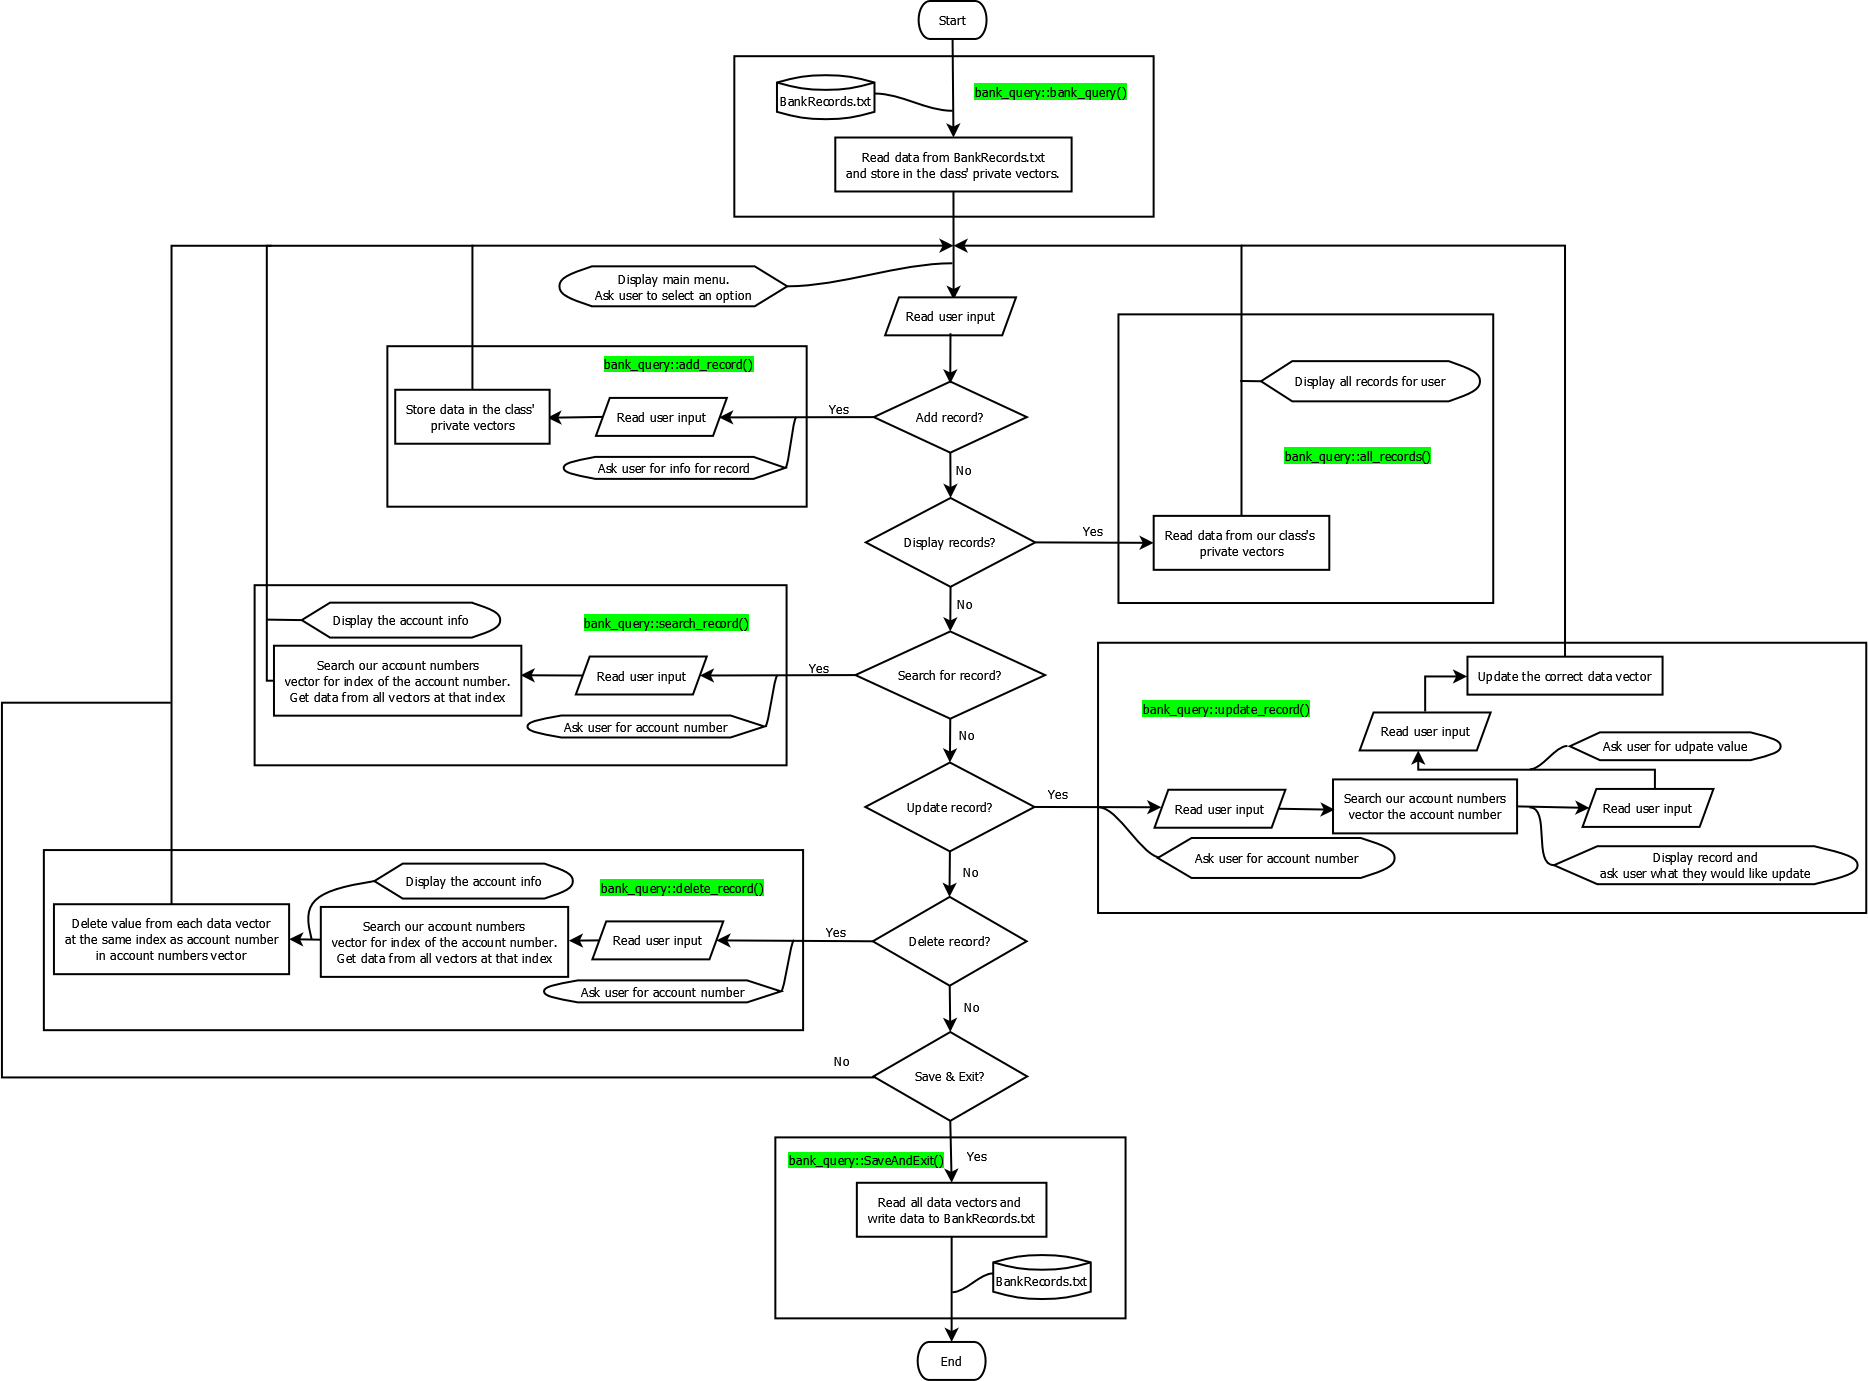 Start
BankRecords.txt
bank_query::bank_query()
Read data from BankRecords.txt
and store in the class' private vectors.
Display main menu.
Ask user to select an option
Read user input
bank_query::add_record()
Store data in the class'
private vectors
Read user input
Ask user for info for record
Yes
Add record?
No
Display all records for user
bank_query::all_records()
Display records?
Yes
Read data from our class's
private vectors
No
Display the account info
bank_query::search_record()
Search our account numbers
vector for index of the account number.
Get data from all vectors at that index
Read user input
Ask user for account number
Yes
Search for record?
No
Update the correct data vector
bank_query::update_record()
Read user input
Ask user for udpate value
Update record?
Yes
Read user input
Search our account numbers
vector the account number
Read user input
Ask user for account number
Display record and
ask user what they would like update
No
Display the account info
bank_query::delete_record()
Delete value from each data vector
at the same index as account number
in account numbers vector
Search our account numbers
vector for index of the account number.
Get data from all vectors at that index
Read user input
Ask user for account number
Yes
Delete record?
No
No
Save & Exit?
bank_query::SaveAndExit()
Yes
Read all data vectors and
write data to BankRecords.txt
BankRecords.txt
End